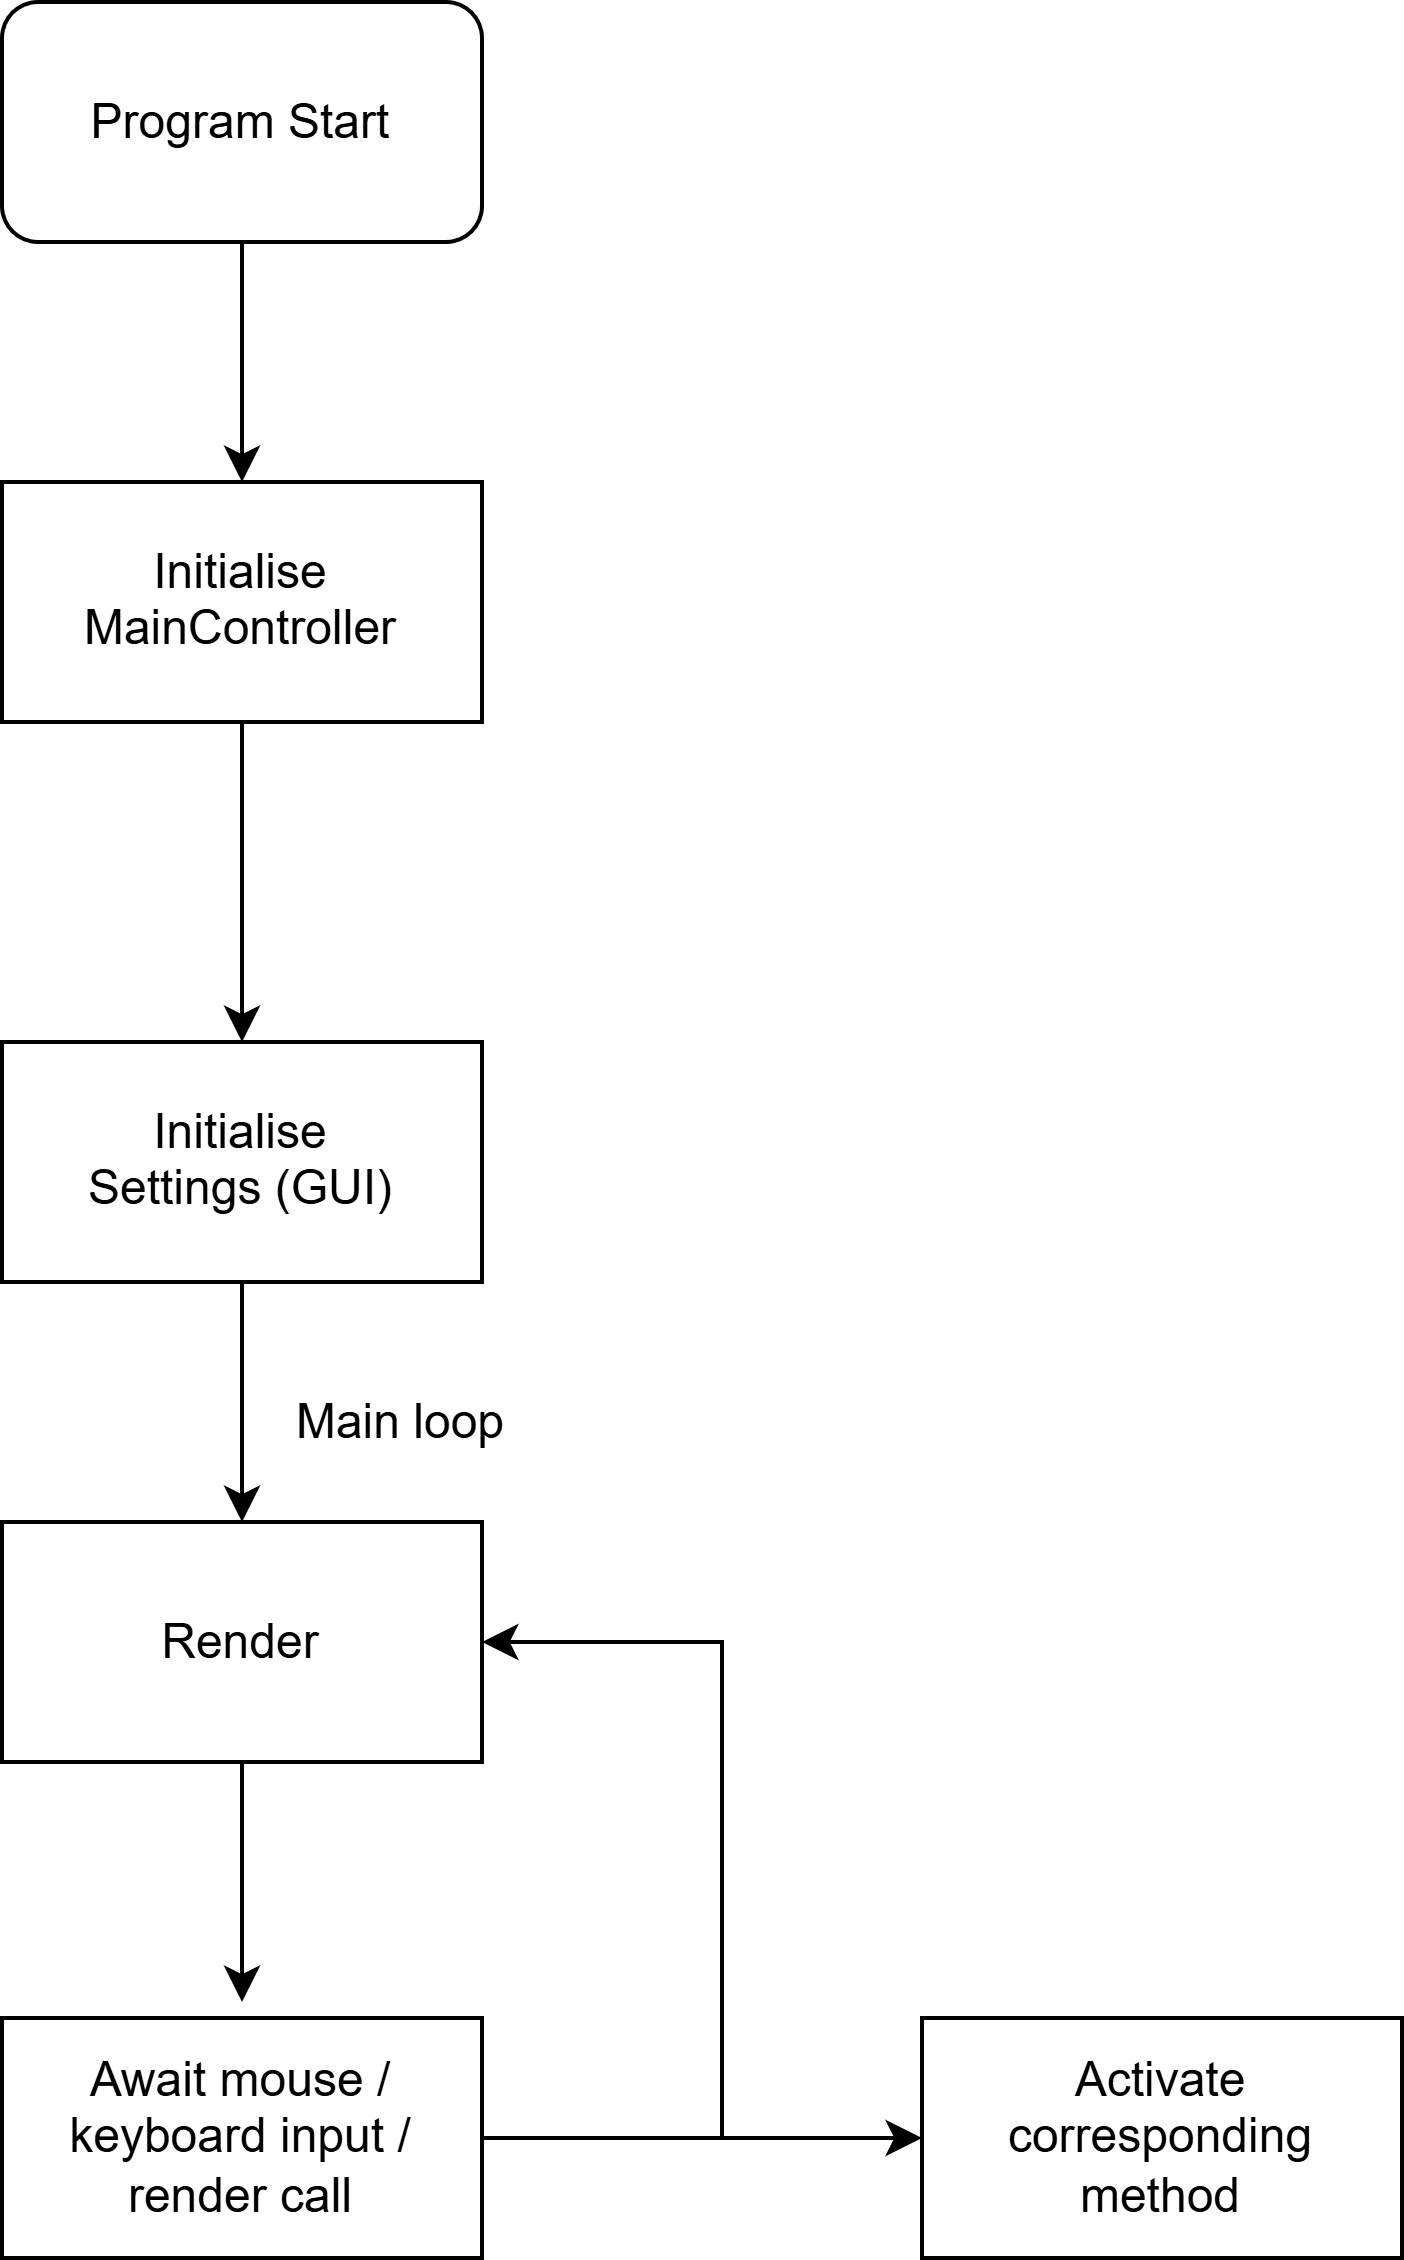 Program Start
Initialise
MainController
Initialise
Settings (GUI)
Main loop
Render
Await mouse /
keyboard input /
render call
Activate
corresponding
method